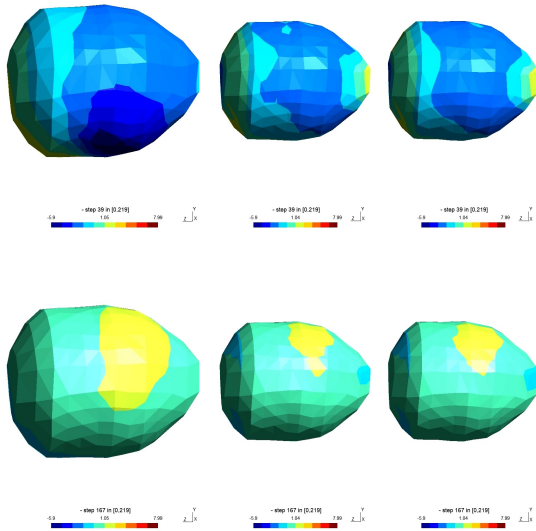 - step 39 in [0,219]
-5.9 1.05 7.99
Y
Z X
- step 39 in [0,219]
-5.9 1.04 7.99
Y
Z X
- step 39 in [0,219]
-5.9 1.04 7.99
Y
Z X
- step 167 in [0,219]
-5.9 1.05 7.99
Y
Z X
- step 167 in [0,219]
-5.9 1.04 7.99
Y
Z X
- step 167 in [0,219]
-5.9 1.04 7.99
Y
Z X